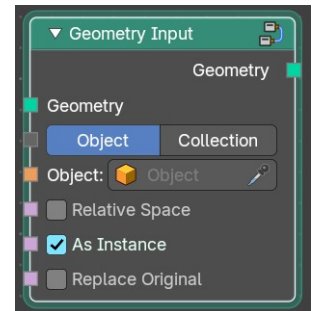 Geometry Input
Geometry
Geometry
Object Collection
Object: Object
Relative Space
As Instance
Replace Original